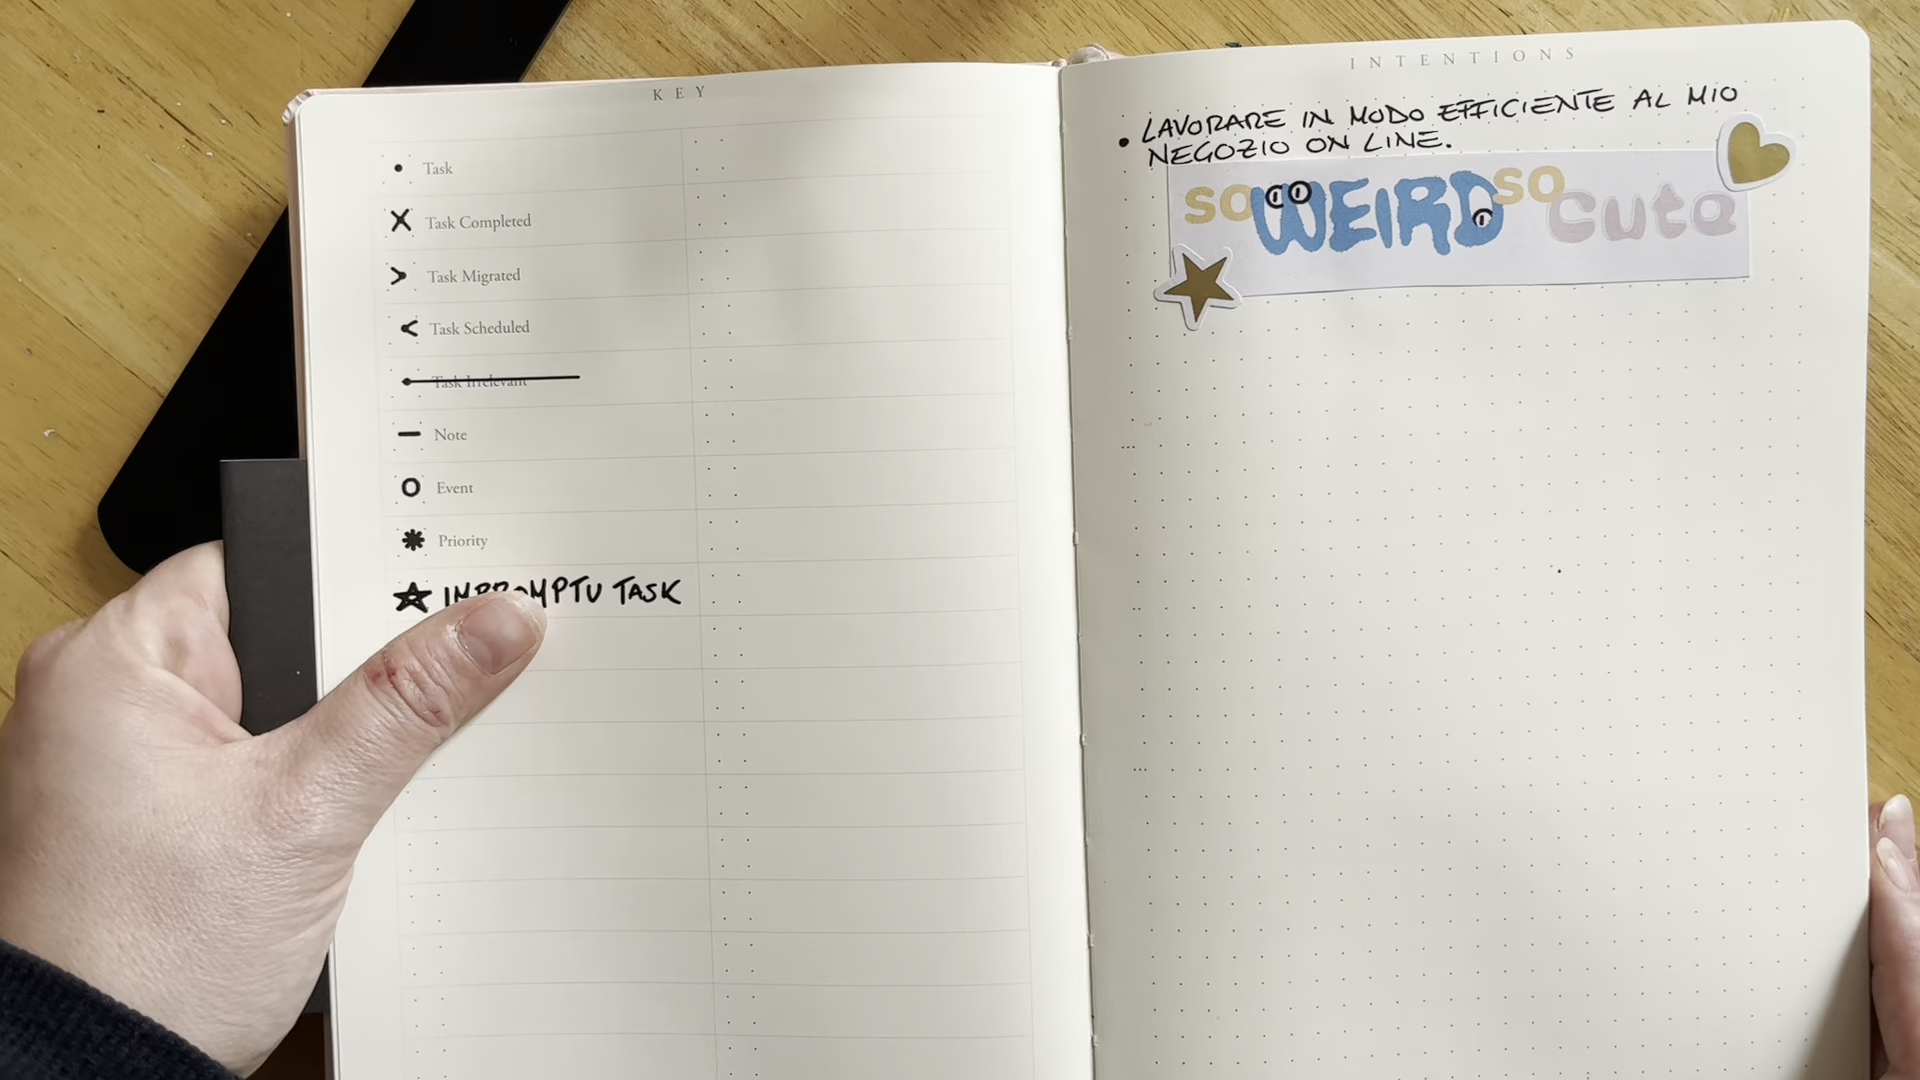 KEY
Task
Task Completed
Task Migrated
Task Scheduled
Task Irrelevant
Note
Event
Priority
IMPROMPTU TASK
INTENTIONS
LAVORARE IN MODO EFFICIENTE AL MIO
NEGOZIO ON LINE.
SO WEIRD SO cute